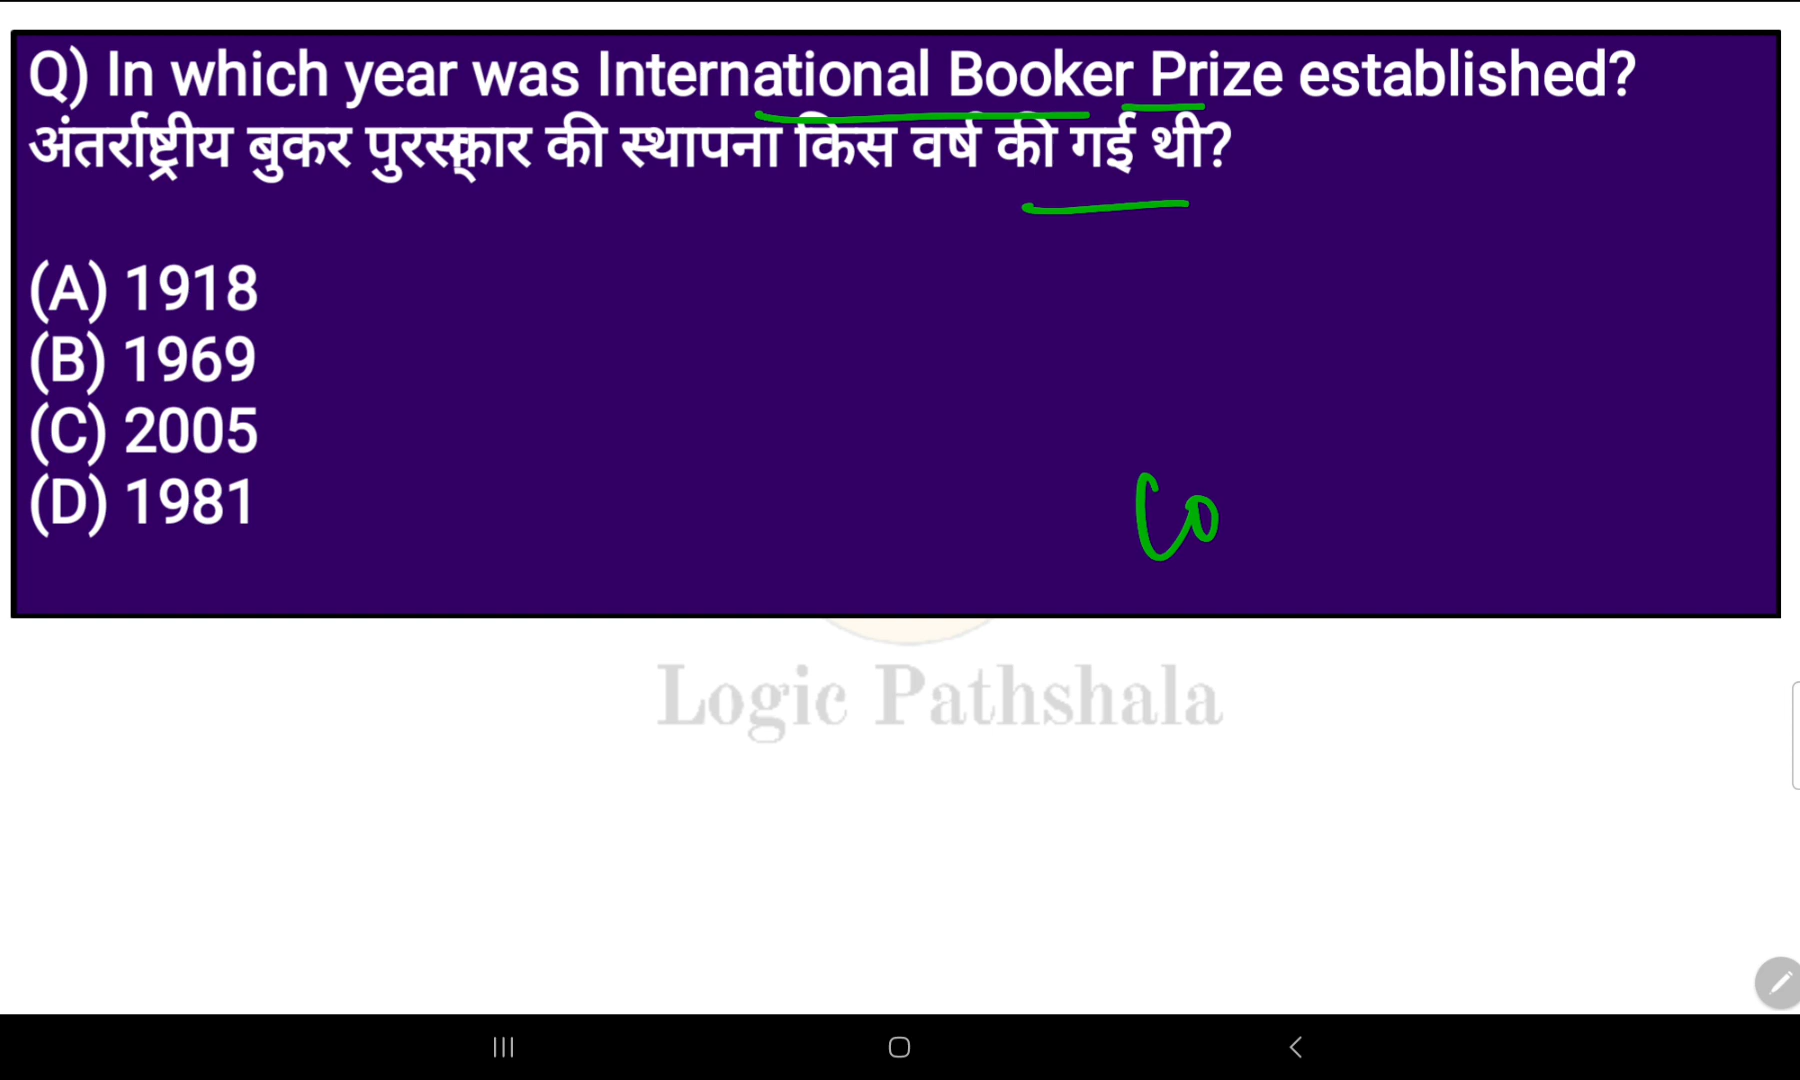 Q) In which year was International Booker Prize established?
अंतर्राष्ट्रीय बुकर पुरस्कार की स्थापना किस वर्ष की गई थी?
(A) 1918
(B) 1969
(C) 2005
(D) 1981
Co
Logic Pathshala